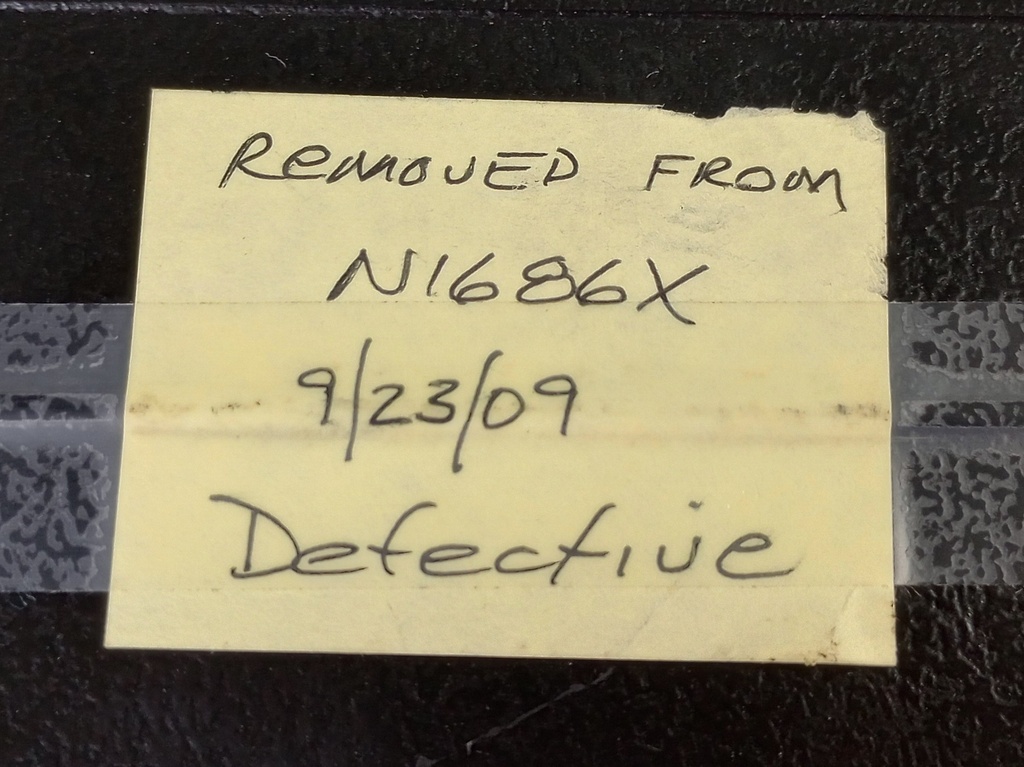 REMOVED FROM
N1686X
9/23/09
Defective